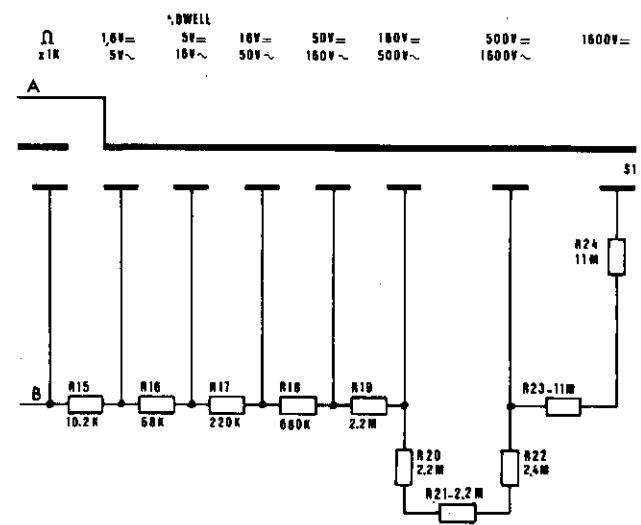 DWELL
Ω 1,6V= 5V= 16V= 50V= 160V= 500V= 1600V=
x1K 5V~ 16V~ 50V~ 160V~ 500V~ 1600V~
A
S1
R24
11M
B R15 R16 R17 R18 R19 R23-11M
10.2K 68K 220K 680K 2.2M
R20 R22
2.2M 2,4M
R21-2.2M